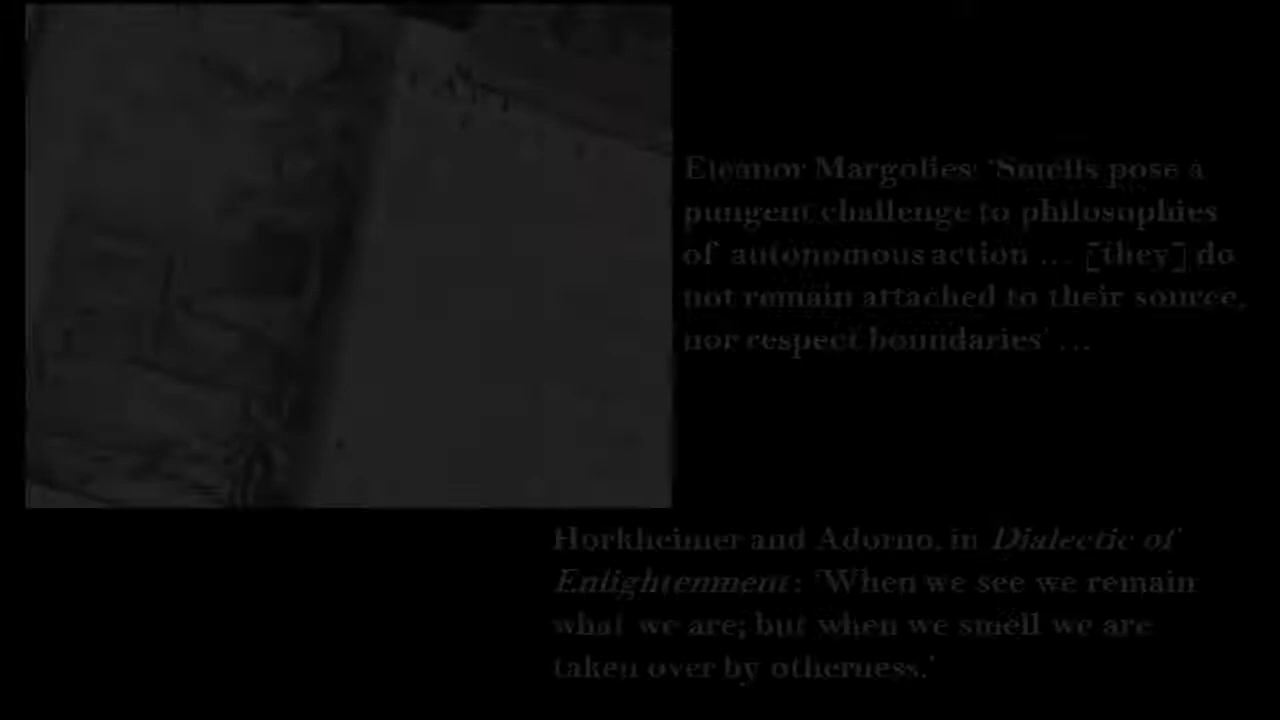 Eleanor Margolies: 'Smells pose a
pungent challenge to philosophies
of autonomous action ... [they] do
not remain attached to their source,
nor respect boundaries' ...
Horkheimer and Adorno, in Dialectic of
Enlightenment: 'When we see we remain
what we are; but when we smell we are
taken over by otherness.'